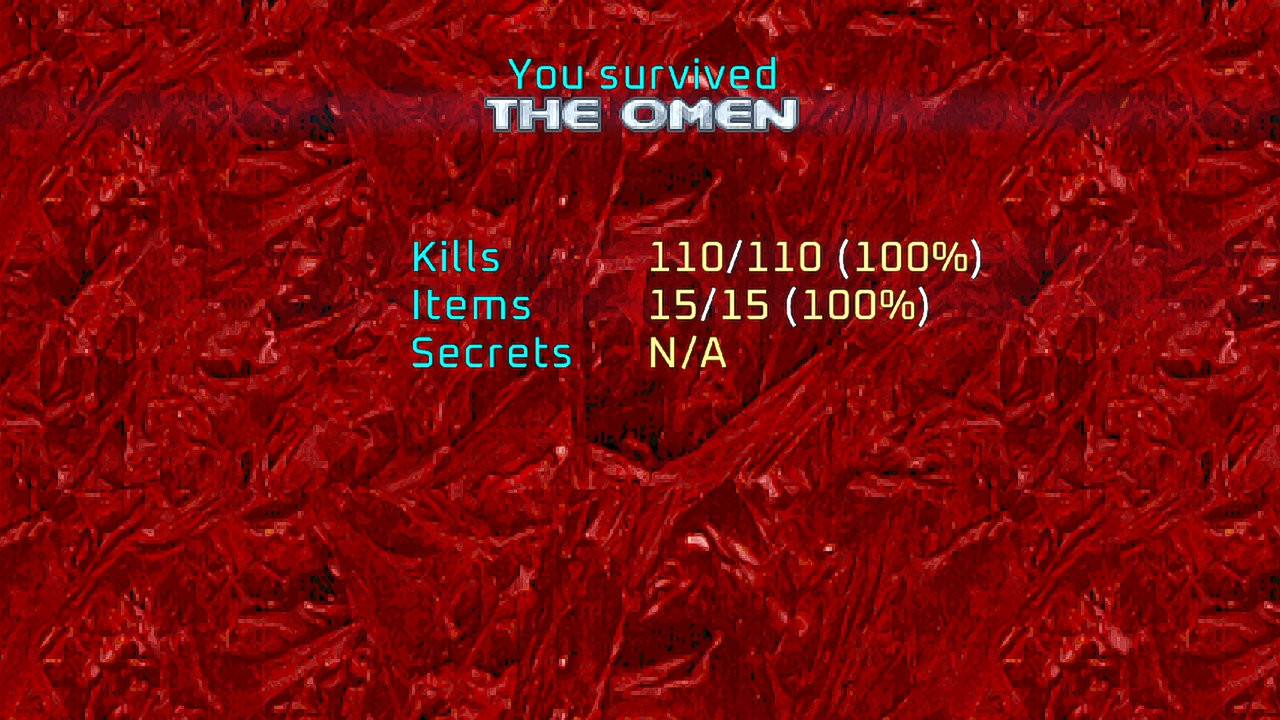 You survived
THE OMEN
Kills 110/110 (100%)
Items 15/15 (100%)
Secrets N/A